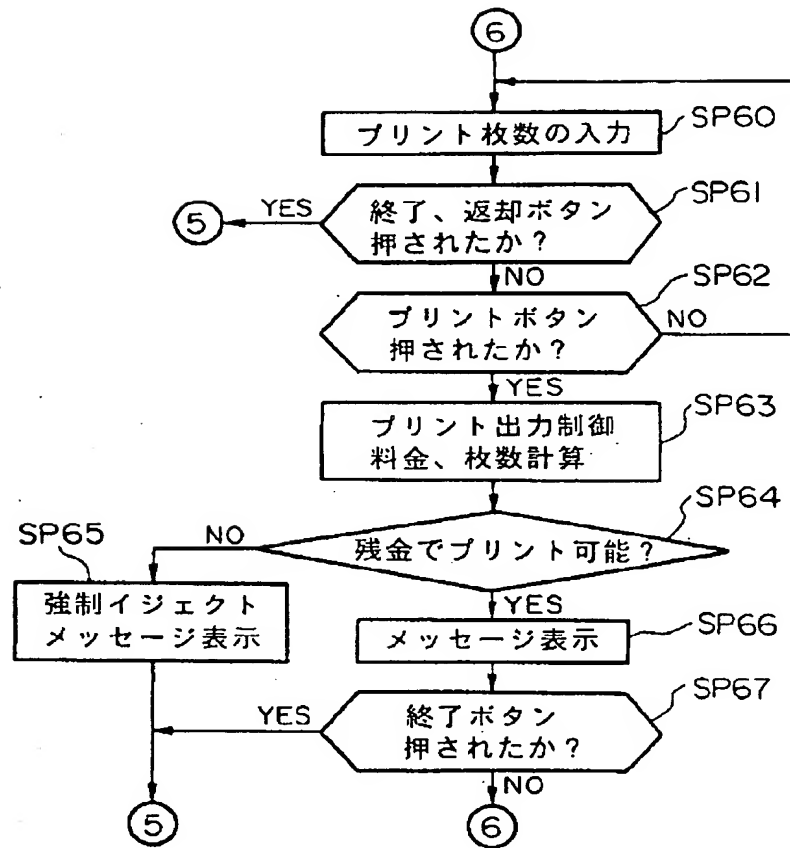 6
プリント枚数の入力
SP60
終了、返却ボタン
押されたか？
SP61
YES
5
NO
プリントボタン
押されたか？
SP62
NO
YES
プリント出力制御
料金、枚数計算
SP63
残金でプリント可能？
SP64
NO
SP65
強制イジェクト
メッセージ表示
YES
メッセージ表示
SP66
終了ボタン
押されたか？
SP67
YES
NO
5
6